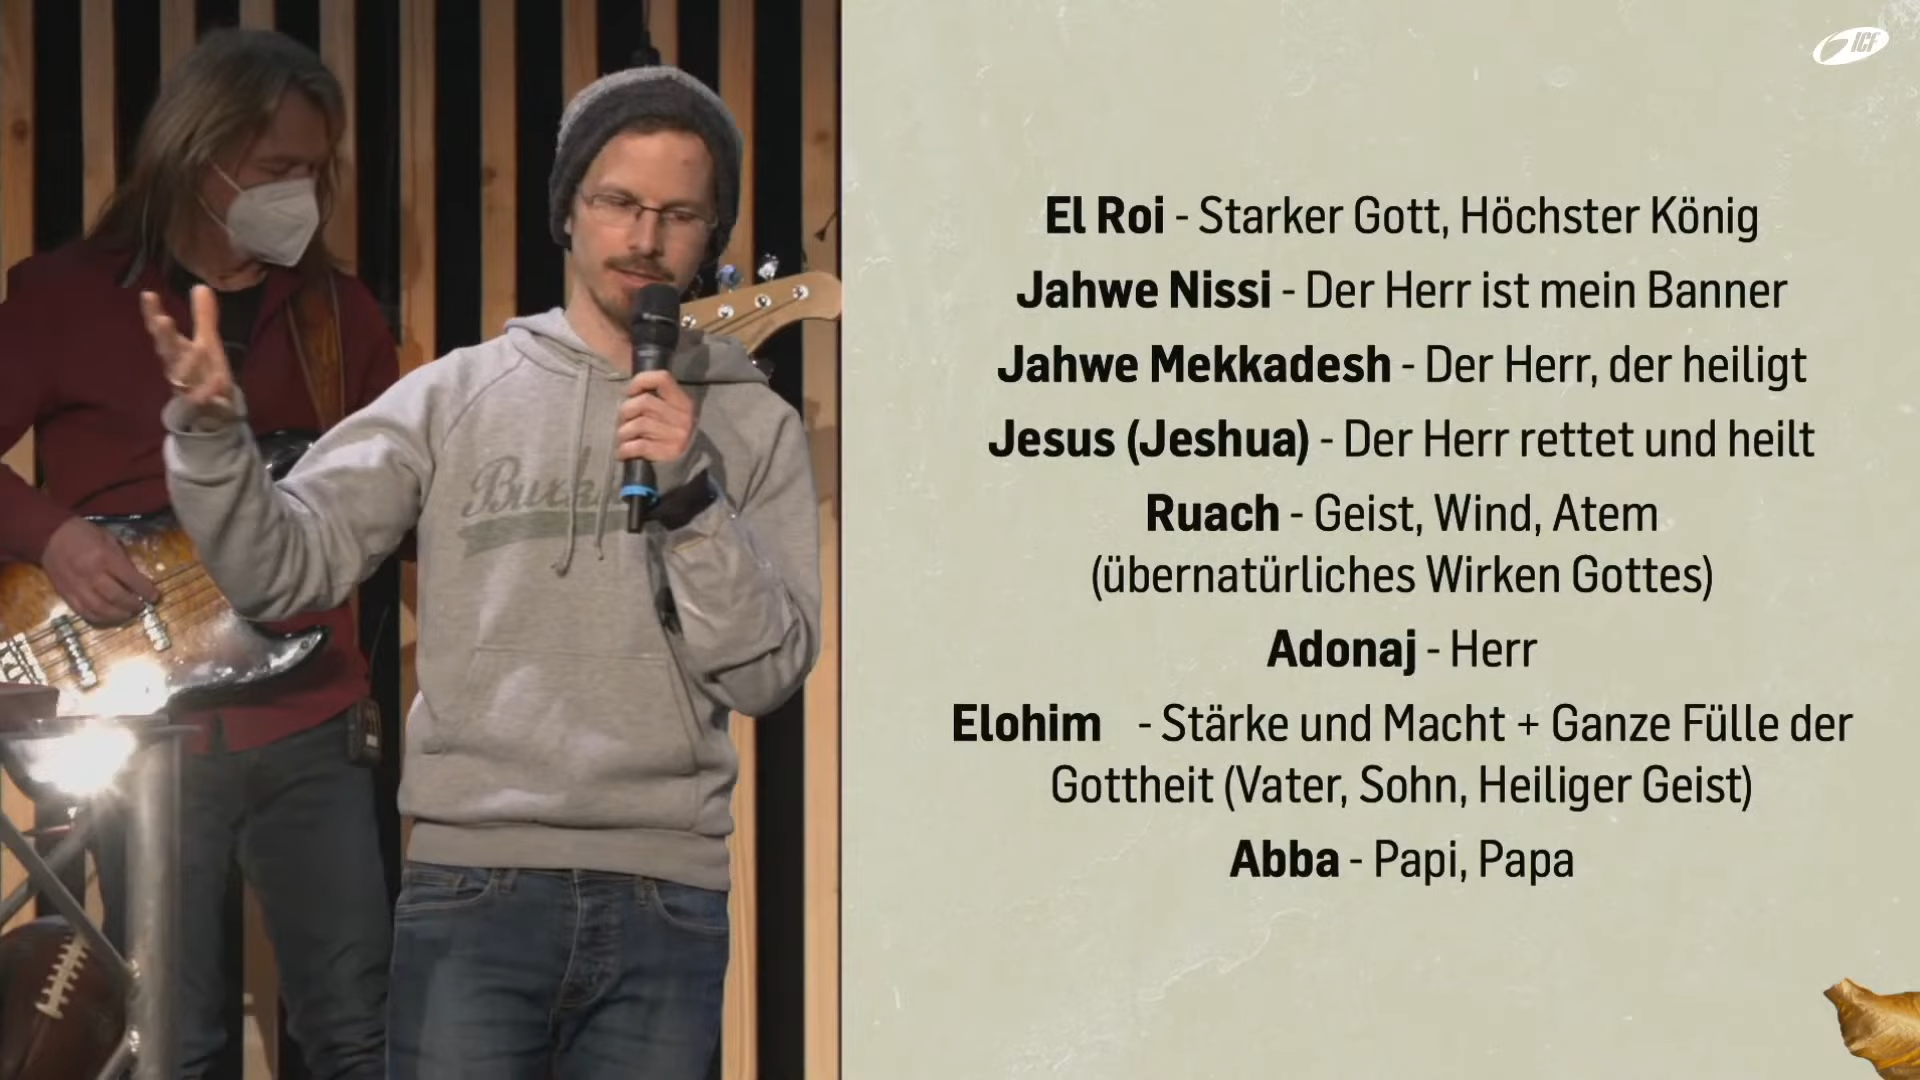 ICF
El Roi - Starker Gott, Höchster König
Jahwe Nissi - Der Herr ist mein Banner
Jahwe Mekkadesh - Der Herr, der heiligt
Jesus (Jeshua) - Der Herr rettet und heilt
Ruach - Geist, Wind, Atem
(übernatürliches Wirken Gottes)
Adonaj - Herr
Elohim - Stärke und Macht + Ganze Fülle der
Gottheit (Vater, Sohn, Heiliger Geist)
Abba - Papi, Papa